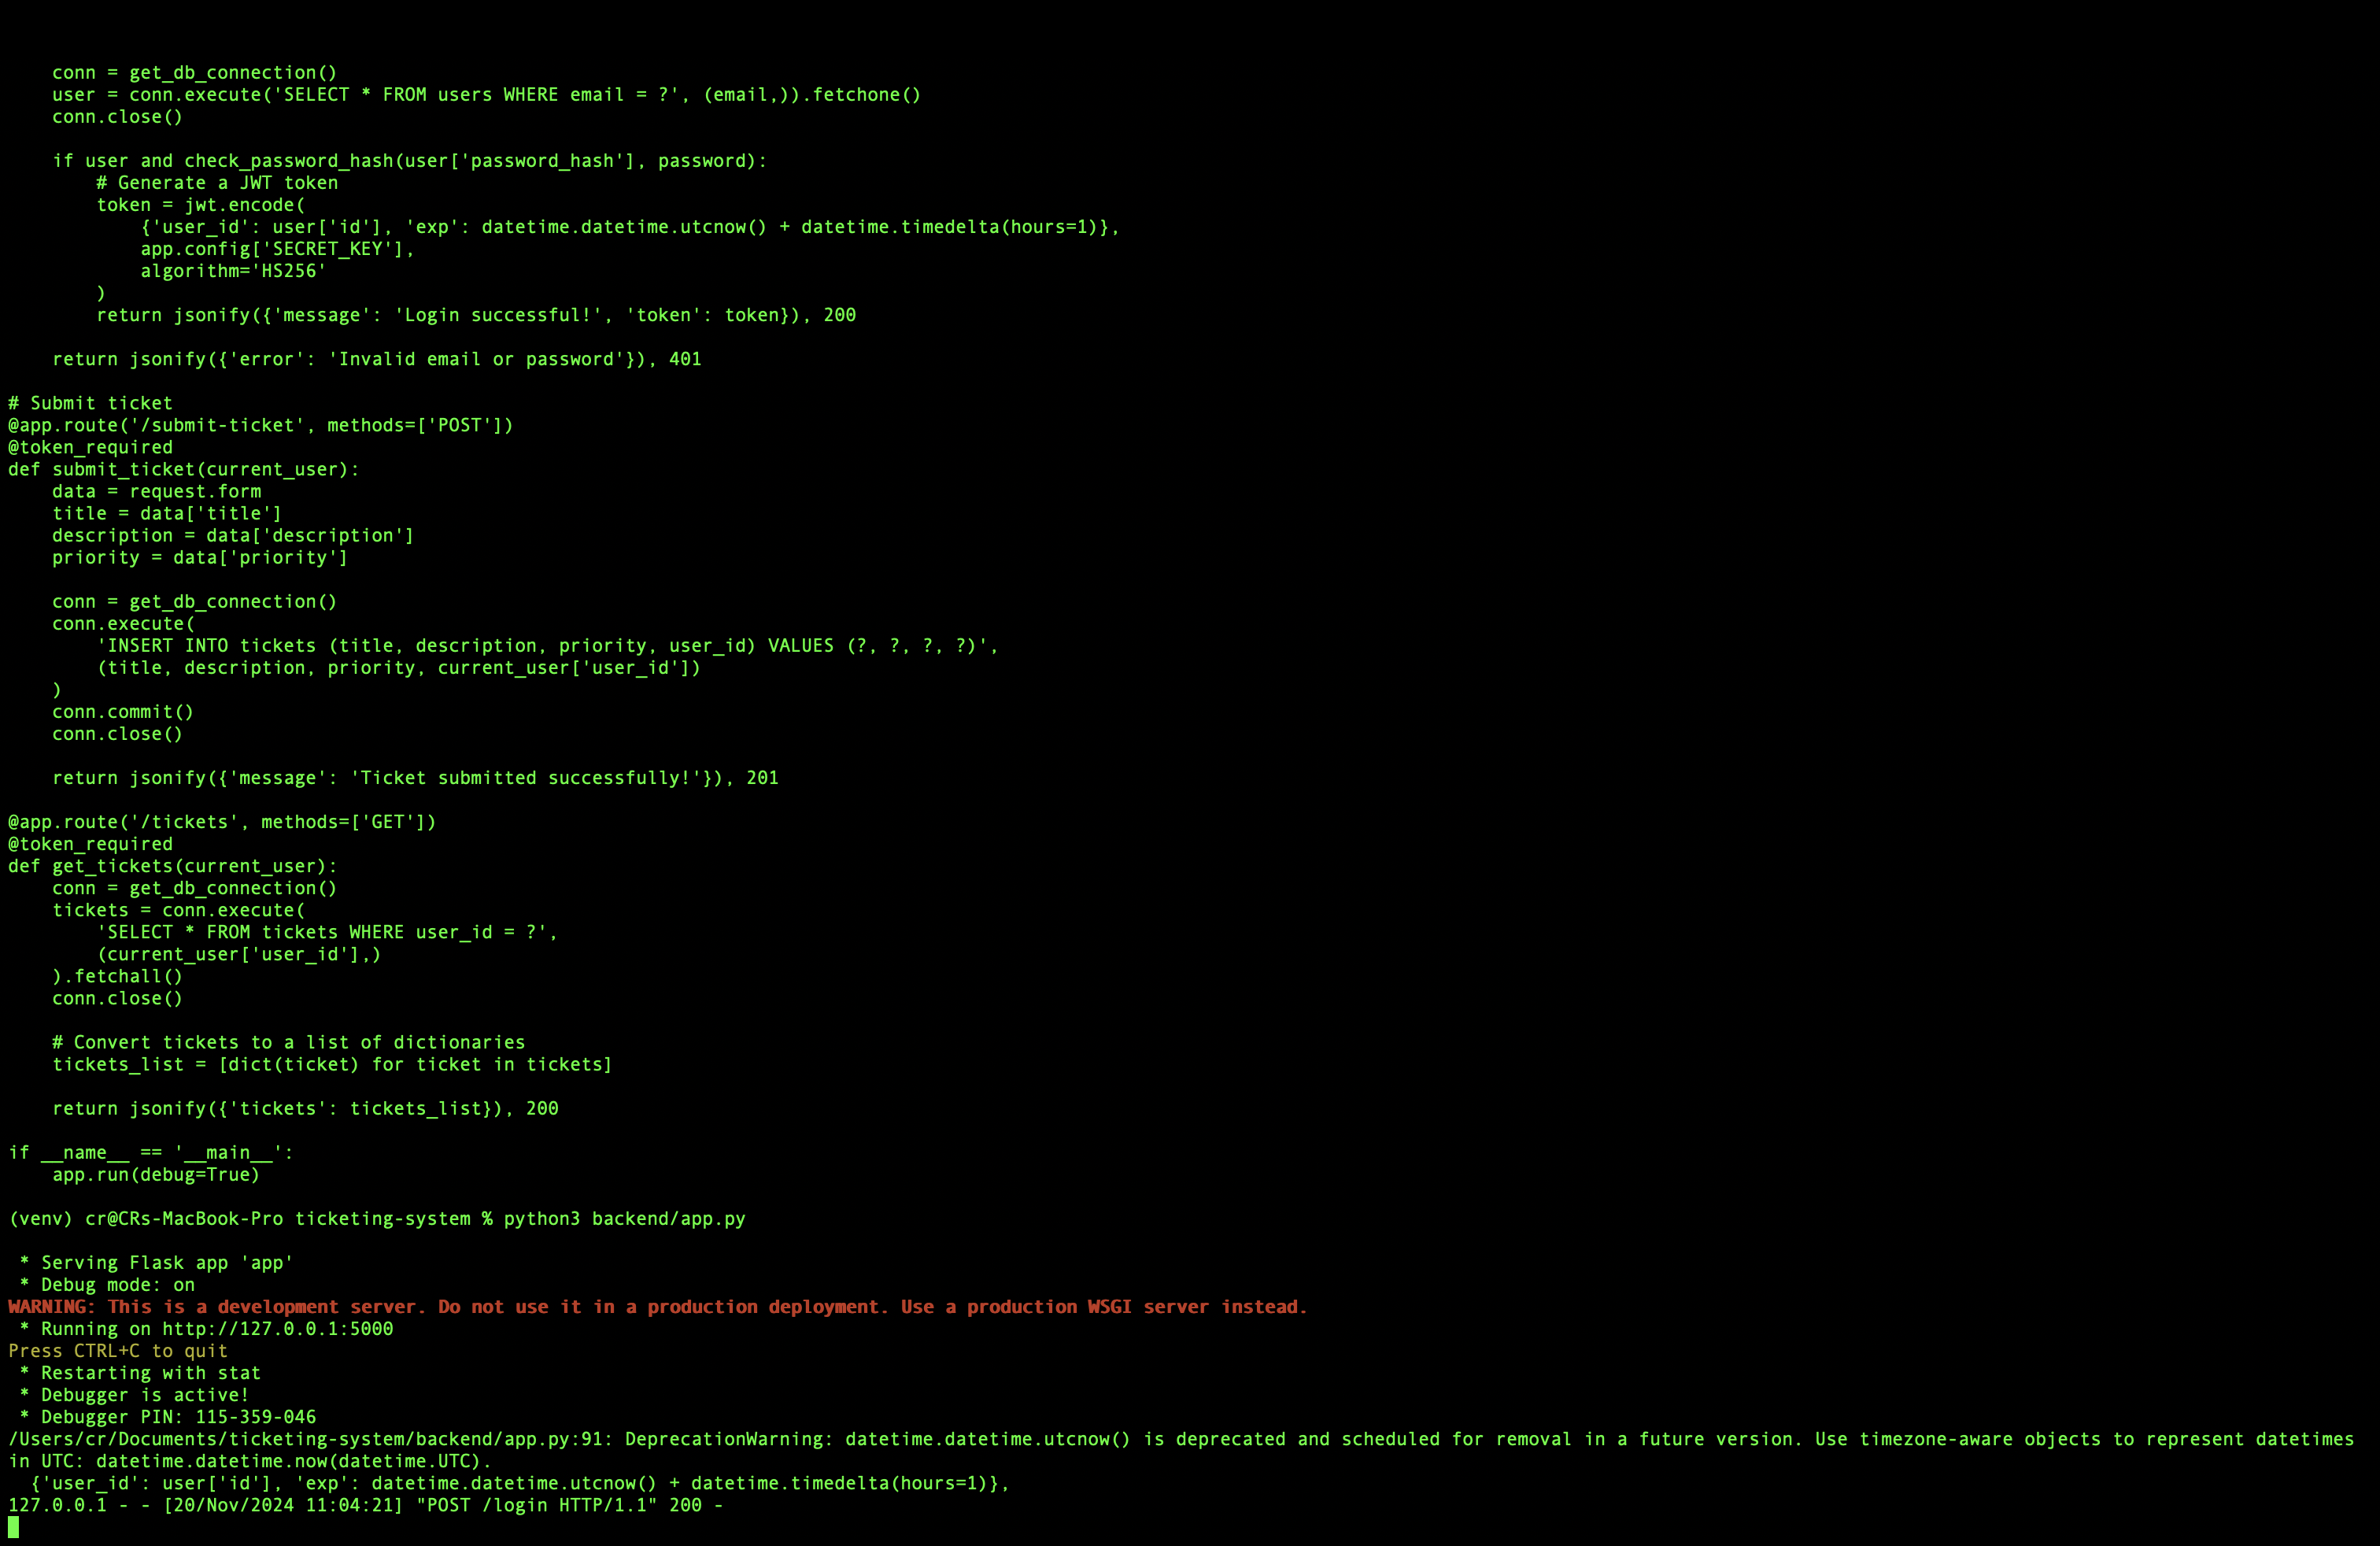 conn = get_db_connection()
    user = conn.execute('SELECT * FROM users WHERE email = ?', (email,)).fetchone()
    conn.close()

    if user and check_password_hash(user['password_hash'], password):
        # Generate a JWT token
        token = jwt.encode(
            {'user_id': user['id'], 'exp': datetime.datetime.utcnow() + datetime.timedelta(hours=1)},
            app.config['SECRET_KEY'],
            algorithm='HS256'
        )
        return jsonify({'message': 'Login successful!', 'token': token}), 200

    return jsonify({'error': 'Invalid email or password'}), 401

# Submit ticket
@app.route('/submit-ticket', methods=['POST'])
@token_required
def submit_ticket(current_user):
    data = request.form
    title = data['title']
    description = data['description']
    priority = data['priority']

    conn = get_db_connection()
    conn.execute(
        'INSERT INTO tickets (title, description, priority, user_id) VALUES (?, ?, ?, ?)',
        (title, description, priority, current_user['user_id'])
    )
    conn.commit()
    conn.close()

    return jsonify({'message': 'Ticket submitted successfully!'}), 201

@app.route('/tickets', methods=['GET'])
@token_required
def get_tickets(current_user):
    conn = get_db_connection()
    tickets = conn.execute(
        'SELECT * FROM tickets WHERE user_id = ?',
        (current_user['user_id'],)
    ).fetchall()
    conn.close()

    # Convert tickets to a list of dictionaries
    tickets_list = [dict(ticket) for ticket in tickets]

    return jsonify({'tickets': tickets_list}), 200

if __name__ == '__main__':
    app.run(debug=True)

(venv) cr@CRs-MacBook-Pro ticketing-system % python3 backend/app.py

 * Serving Flask app 'app'
 * Debug mode: on
WARNING: This is a development server. Do not use it in a production deployment. Use a production WSGI server instead.
 * Running on http://127.0.0.1:5000
Press CTRL+C to quit
 * Restarting with stat
 * Debugger is active!
 * Debugger PIN: 115-359-046
/Users/cr/Documents/ticketing-system/backend/app.py:91: DeprecationWarning: datetime.datetime.utcnow() is deprecated and scheduled for removal in a future version. Use timezone-aware objects to represent datetimes
in UTC: datetime.datetime.now(datetime.UTC).
  {'user_id': user['id'], 'exp': datetime.datetime.utcnow() + datetime.timedelta(hours=1)},
127.0.0.1 - - [20/Nov/2024 11:04:21] "POST /login HTTP/1.1" 200 -